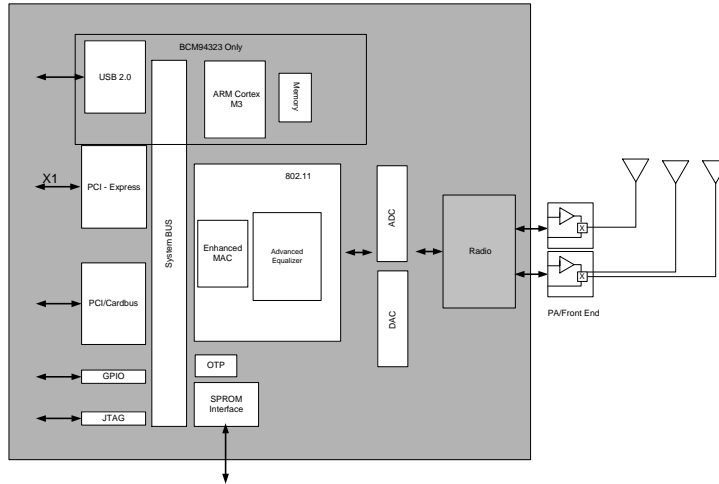 BCM94323 Only
USB 2.0
ARM Cortex
M3
Memory
X1
PCI - Express
System BUS
802.11
Enhanced
MAC
Advanced
Equalizer
ADC
DAC
Radio
X
X
PA/Front End
PCI/Cardbus
OTP
GPIO
SPROM
Interface
JTAG